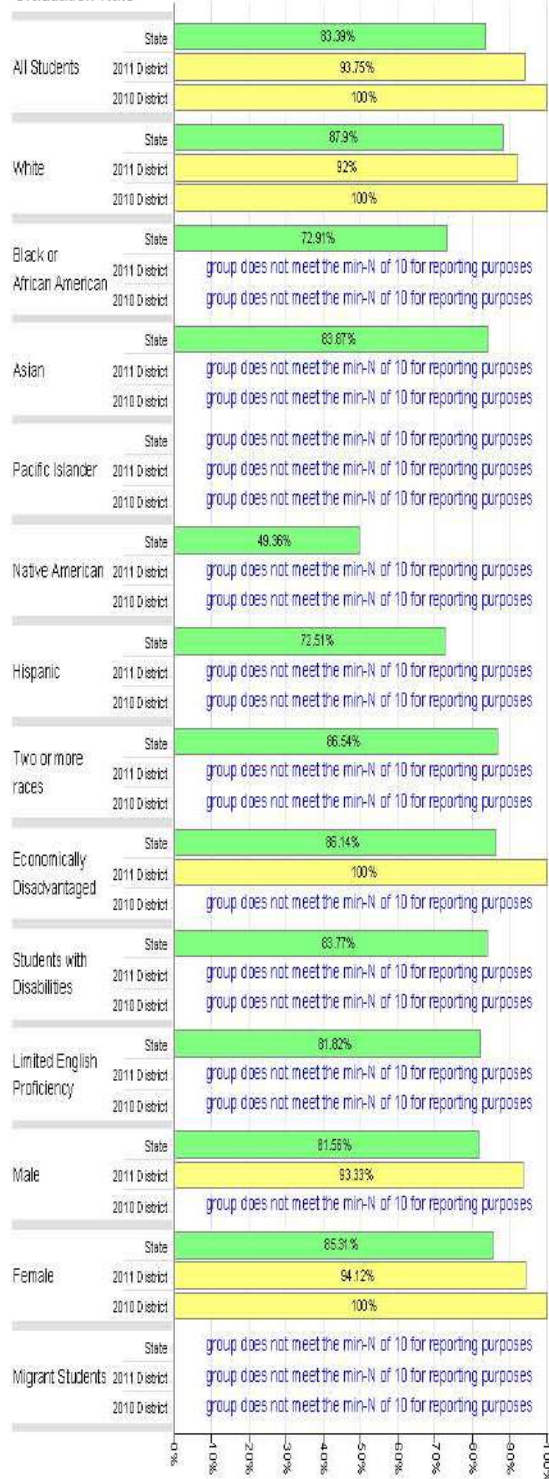 State 83.39%
All Students 2011 District 93.75%
2010 District 100%
State 87.9%
White 2011 District 92%
2010 District 100%
State 72.91%
Black or
African American
2011 District group does not meet the min-N of 10 for reporting purposes
2010 District group does not meet the min-N of 10 for reporting purposes
State 83.87%
Asian 2011 District group does not meet the min-N of 10 for reporting purposes
2010 District group does not meet the min-N of 10 for reporting purposes
State group does not meet the min-N of 10 for reporting purposes
Pacific Islander 2011 District group does not meet the min-N of 10 for reporting purposes
2010 District group does not meet the min-N of 10 for reporting purposes
State 49.36%
Native American 2011 District group does not meet the min-N of 10 for reporting purposes
2010 District group does not meet the min-N of 10 for reporting purposes
State 72.51%
Hispanic 2011 District group does not meet the min-N of 10 for reporting purposes
2010 District group does not meet the min-N of 10 for reporting purposes
State 86.54%
Two or more
races
2011 District group does not meet the min-N of 10 for reporting purposes
2010 District group does not meet the min-N of 10 for reporting purposes
State 86.14%
Economically
Disadvantaged
2011 District 100%
2010 District group does not meet the min-N of 10 for reporting purposes
State 83.77%
Students with
Disabilities
2011 District group does not meet the min-N of 10 for reporting purposes
2010 District group does not meet the min-N of 10 for reporting purposes
State 81.82%
Limited English
Proficiency
2011 District group does not meet the min-N of 10 for reporting purposes
2010 District group does not meet the min-N of 10 for reporting purposes
State 81.56%
Male 2011 District 93.33%
2010 District group does not meet the min-N of 10 for reporting purposes
State 85.31%
Female 2011 District 94.12%
2010 District 100%
State group does not meet the min-N of 10 for reporting purposes
Migrant Students 2011 District group does not meet the min-N of 10 for reporting purposes
2010 District group does not meet the min-N of 10 for reporting purposes
0% 10% 20% 30% 40% 50% 60% 70% 80% 90%